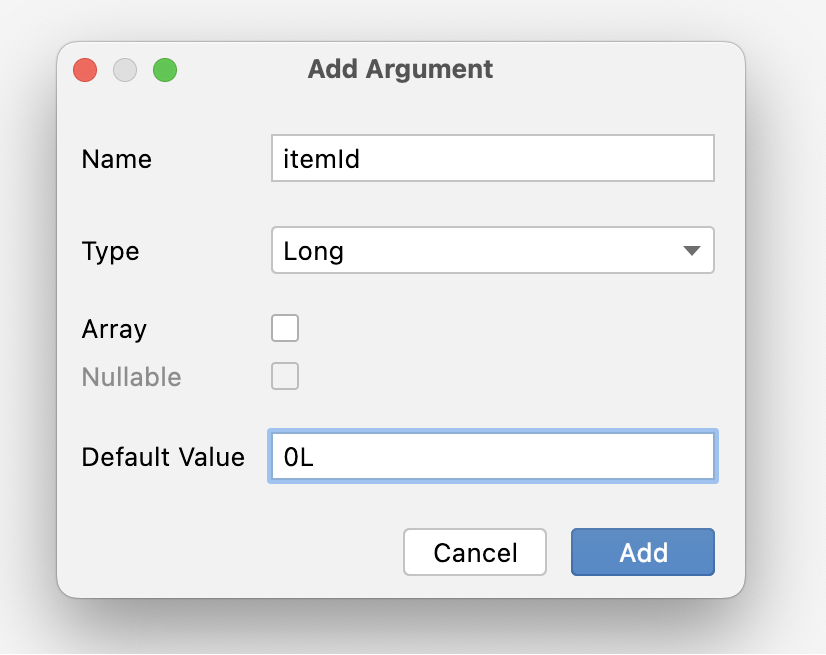 Add Argument
Name itemId
Type Long
Array
Nullable
Default Value 0L
Cancel Add